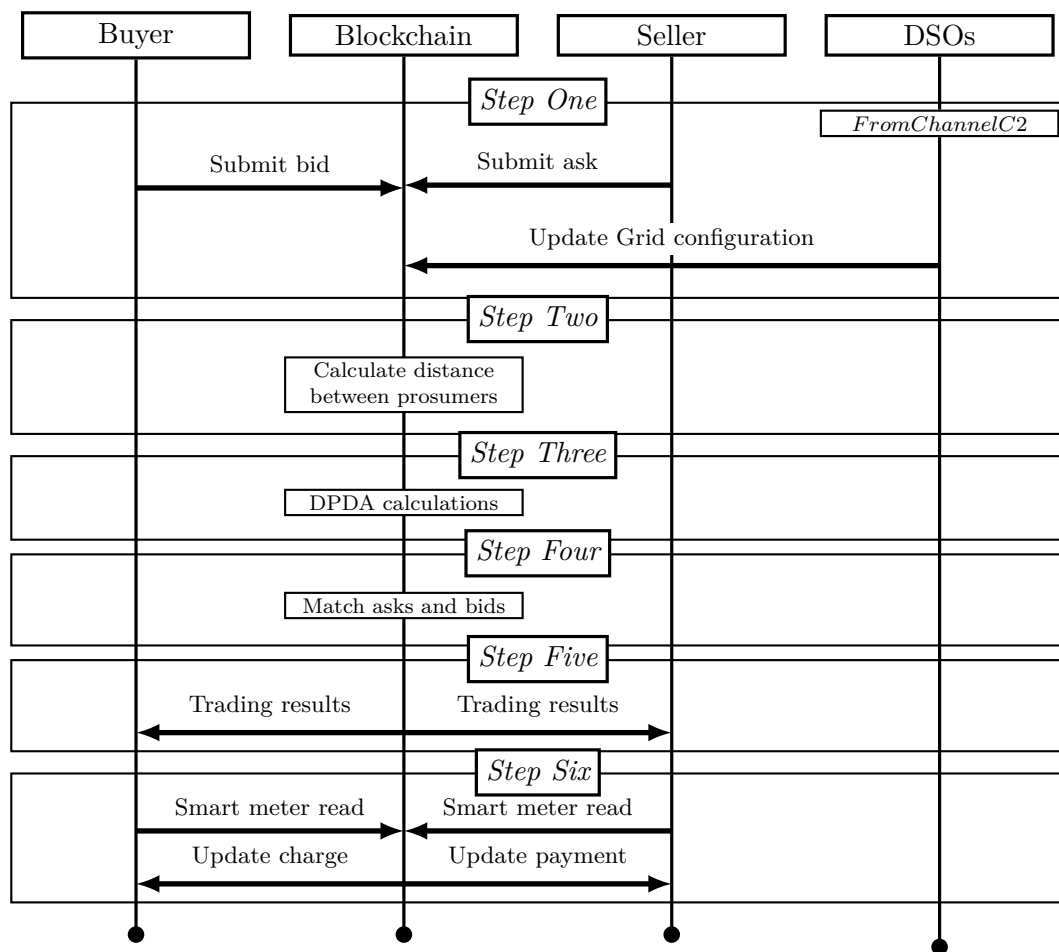 Buyer
Blockchain
Seller
DSOs
Step One
FromChannelC2
Submit bid
Submit ask
Update Grid configuration
Step Two
Calculate distance
between prosumers
Step Three
DPDA calculations
Step Four
Match asks and bids
Step Five
Trading results
Trading results
Step Six
Smart meter read
Smart meter read
Update charge
Update payment